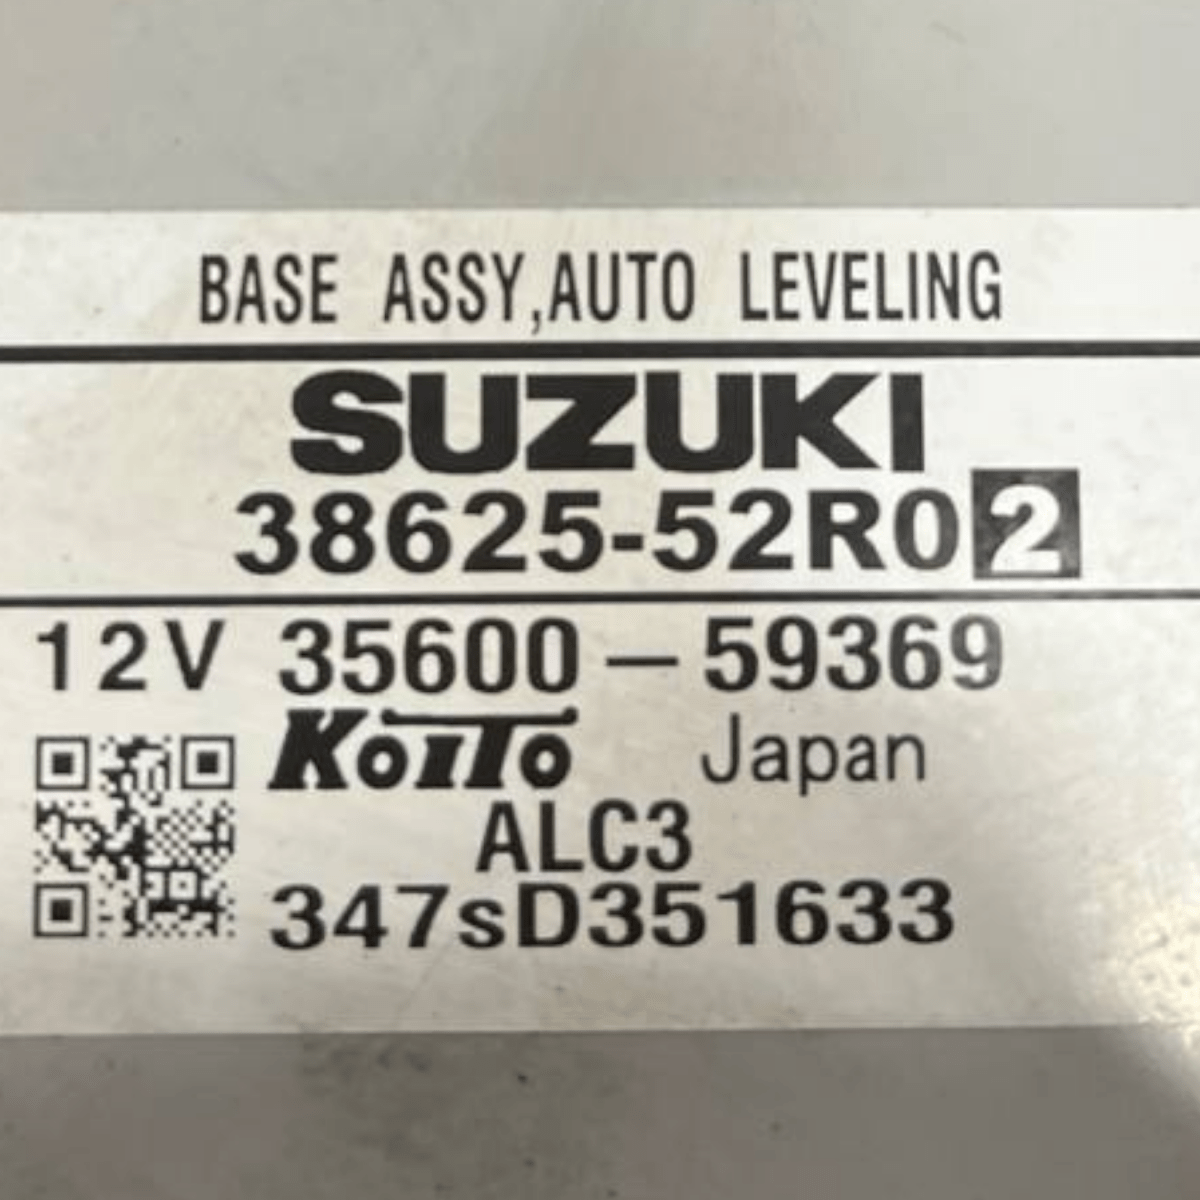 BASE ASSY,AUTO LEVELING
SUZUKI
38625-52R02
12V 35600-59369
KOITO Japan
ALC3
347sD351633